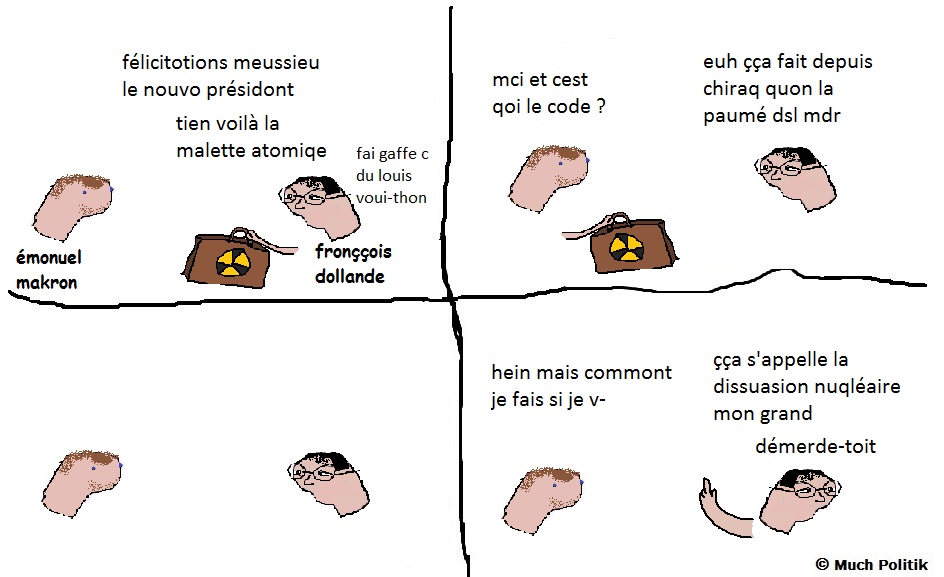 félicitotions meussieu
le nouvo présidont
tien voilà la
malette atomiqe
fai gaffe c
du louis
voui-thon
émonuel
makron
fronççois
dollande
mci et cest
qoi le code ?
euh çça fait depuis
chiraq quon la
paumé dsl mdr
hein mais commont
je fais si je v-
çça s'appelle la
dissuasion nuqléaire
mon grand
démerde-toit
© Much Politik